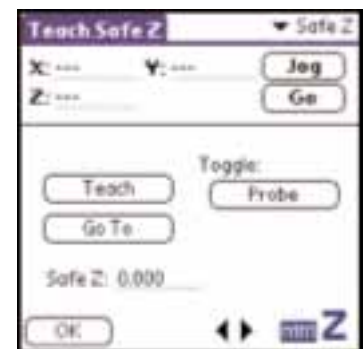 Teach Safe Z Safe Z
X: --- Y: --- Jog
Z: --- Go
Toggle:
Teach Probe
Go To
Safe Z: 0.000
OK mm Z